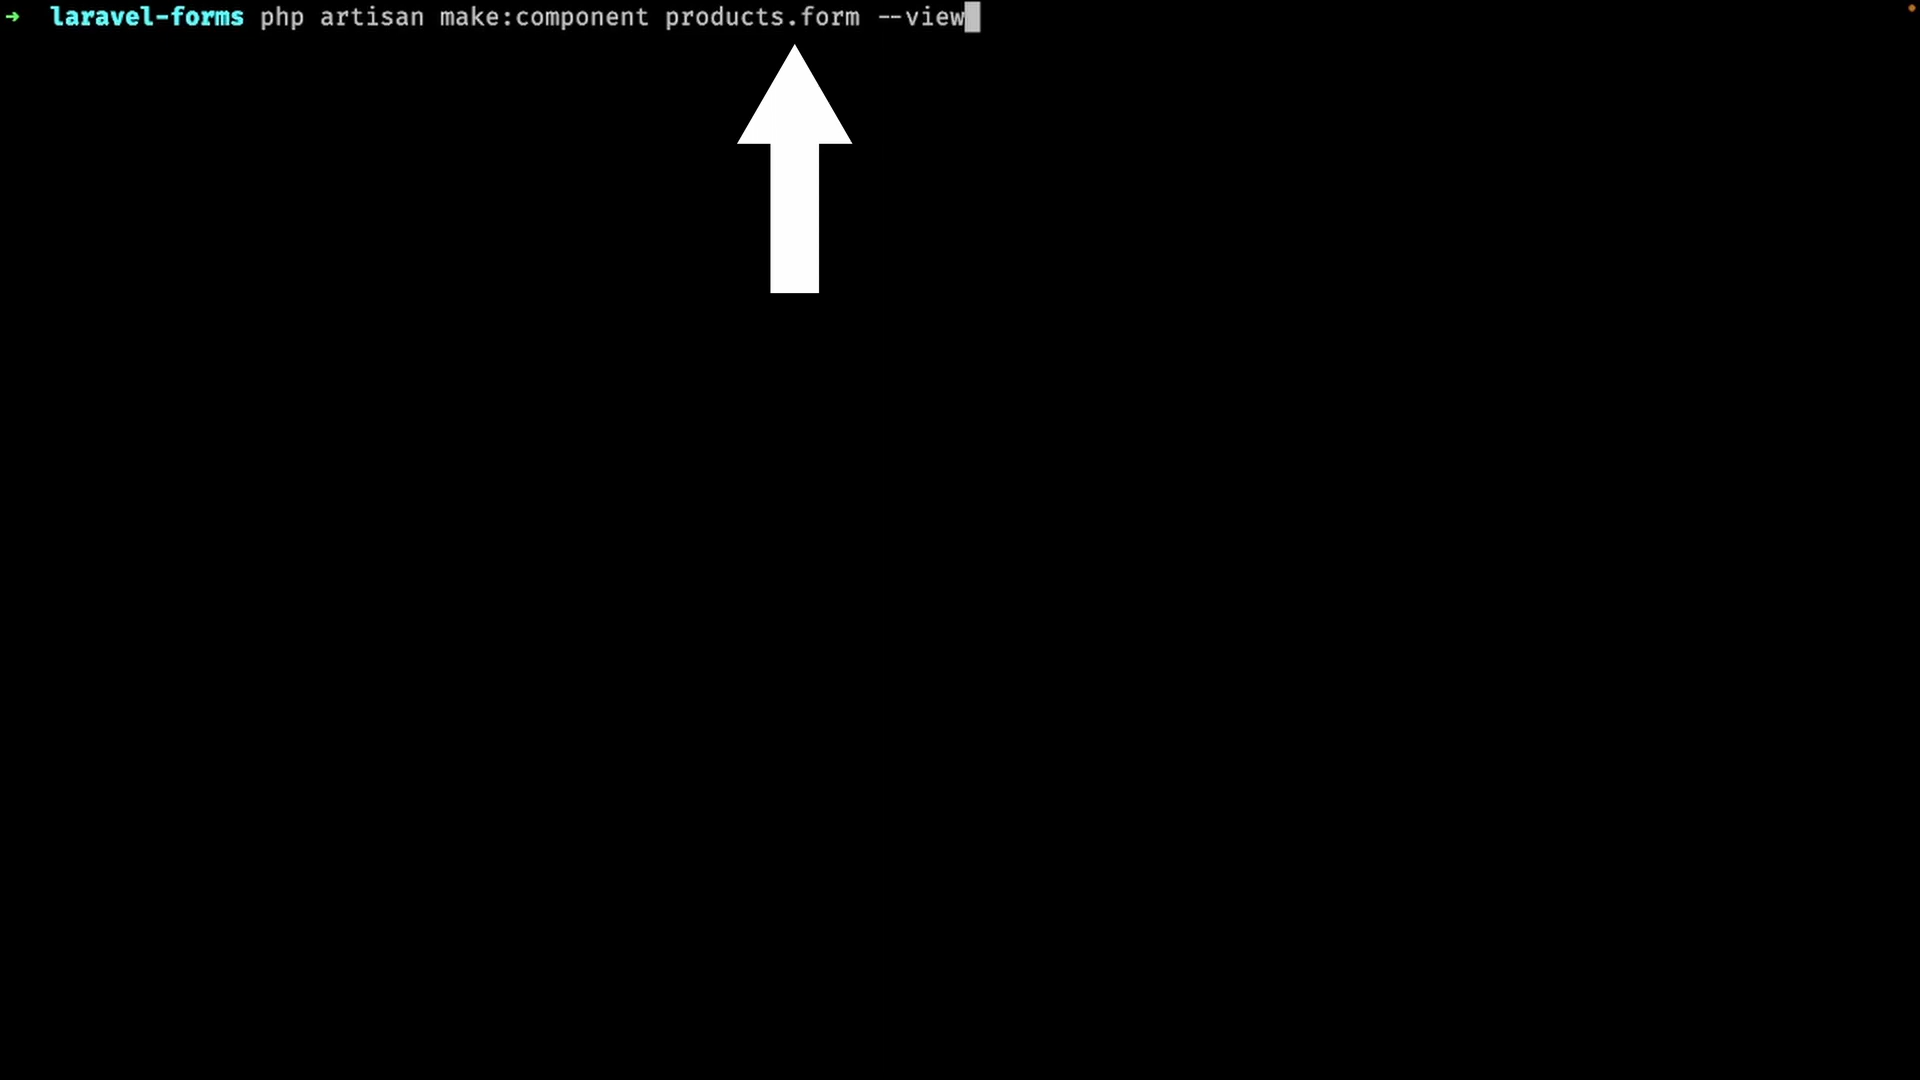 ➜ laravel-forms php artisan make:component products.form --view